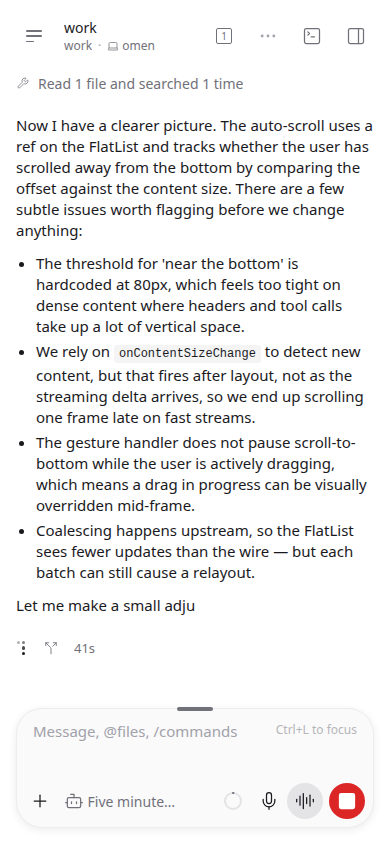 work
work · omen
1
Read 1 file and searched 1 time
Now I have a clearer picture. The auto-scroll uses a
ref on the FlatList and tracks whether the user has
scrolled away from the bottom by comparing the
offset against the content size. There are a few
subtle issues worth flagging before we change
anything:
• The threshold for 'near the bottom' is
hardcoded at 80px, which feels too tight on
dense content where headers and tool calls
take up a lot of vertical space.
• We rely on onContentSizeChange to detect new
content, but that fires after layout, not as the
streaming delta arrives, so we end up scrolling
one frame late on fast streams.
• The gesture handler does not pause scroll-to-
bottom while the user is actively dragging,
which means a drag in progress can be visually
overridden mid-frame.
• Coalescing happens upstream, so the FlatList
sees fewer updates than the wire — but each
batch can still cause a relayout.
Let me make a small adju
41s
Message, @files, /commands
Ctrl+L to focus
Five minute...